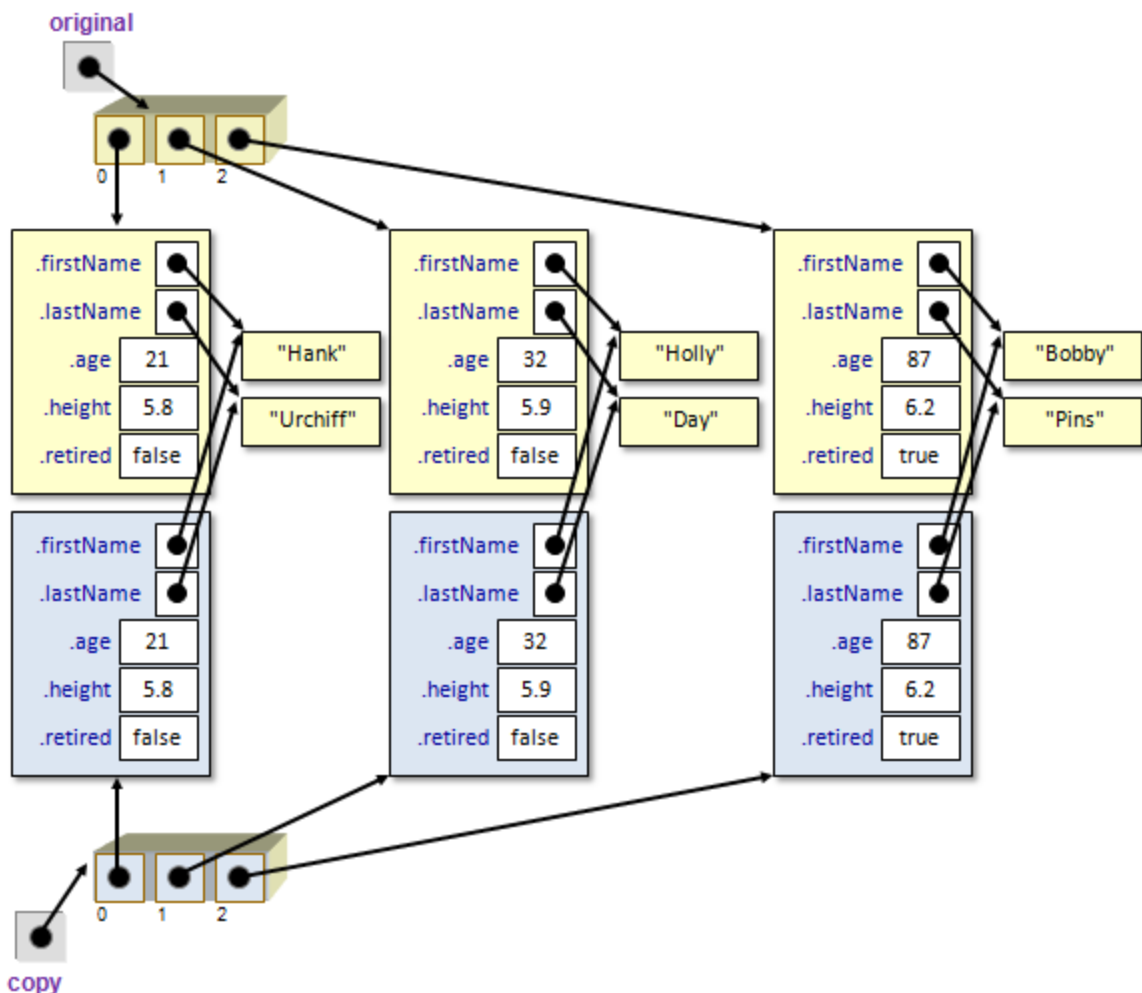 original
0 1 2
.firstName .firstName .firstName
.lastName .lastName .lastName
"Hank" "Holly" "Bobby"
.age 21 .age 32 .age 87
.height 5.8 .height 5.9 .height 6.2
"Urchiff" "Day" "Pins"
.retired false .retired false .retired true
.firstName .firstName .firstName
.lastName .lastName .lastName
.age 21 .age 32 .age 87
.height 5.8 .height 5.9 .height 6.2
.retired false .retired false .retired true
0 1 2
copy